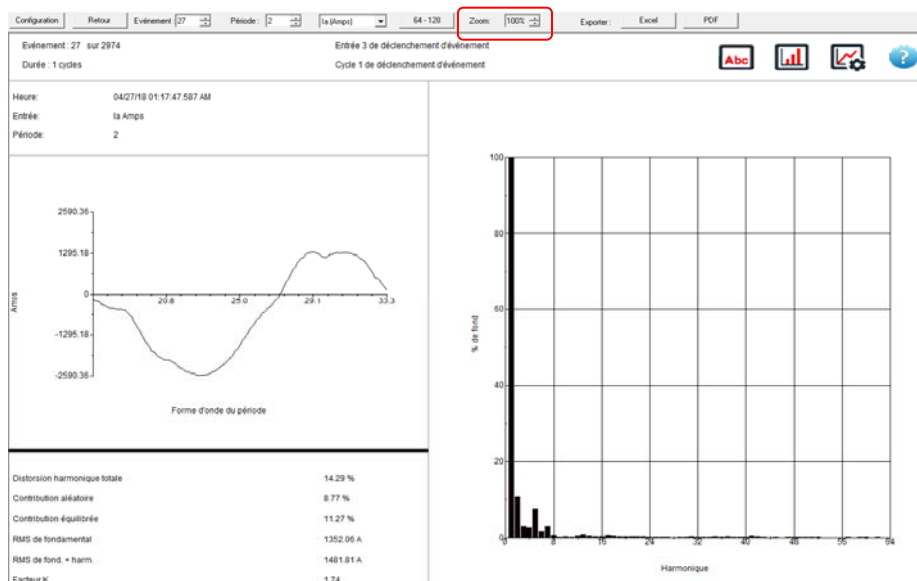 Configuration Retour Evénement 27 Période : 2 Ia (Amps) 64 - 128 Zoom: 100% Exporter : Excel PDF
Evénement : 27 sur 2974 Entrée 3 de déclenchement d'événement
Durée : 1 cycles Cycle 1 de déclenchement d'événement
Abc
?
Heure: 04/27/18 01:17:47.587 AM
Entrée: Ia Amps
Période: 2
2590.36
1295.18
0
-1295.18
-2590.36
20.8 25.0 29.1 33.3
Amps
Forme d'onde du période
Distorsion harmonique totale 14.29 %
Contribution aléatoire 8.77 %
Contribution équilibrée 11.27 %
RMS de fondamental 1352.06 A
RMS de fond. + harm. 1481.81 A
Facteur K 1.74
100
80
60
40
20
0
% de fond
0 8 16 24 32 40 48 56 64
Harmonique